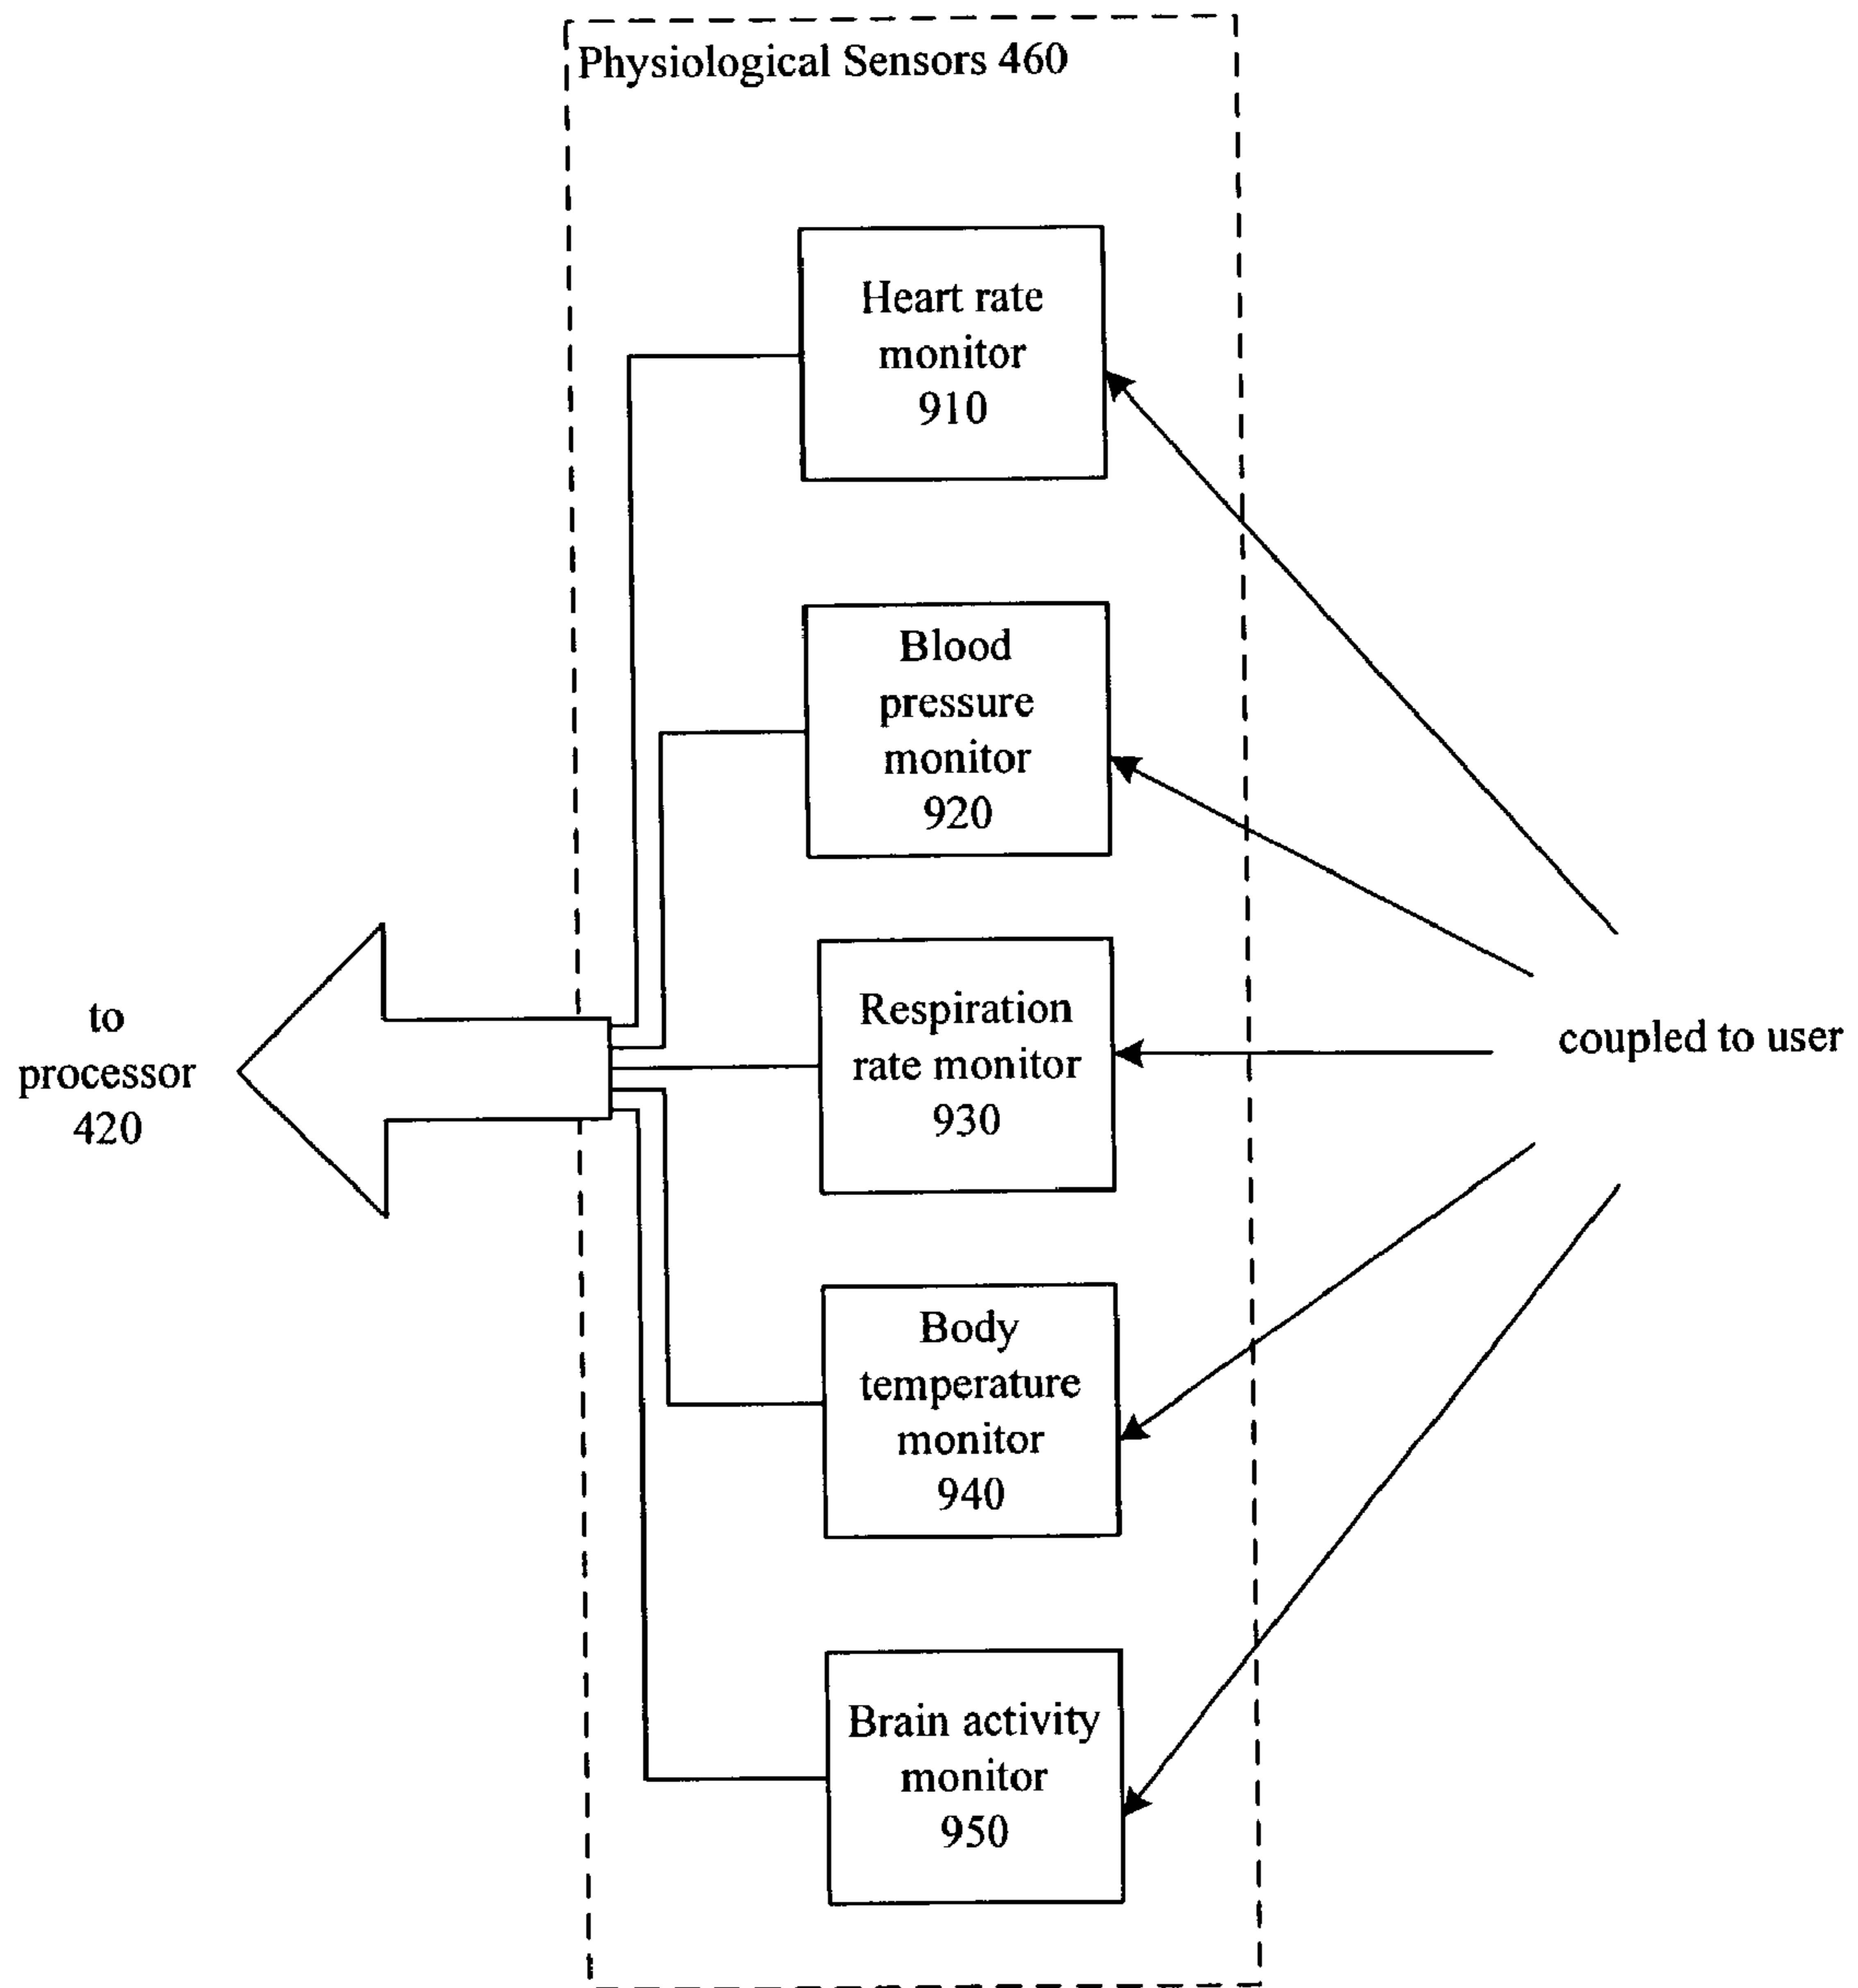 Physiological Sensors 460
Heart rate
monitor
910
Blood
pressure
monitor
920
Respiration
rate monitor
930
Body
temperature
monitor
940
Brain activity
monitor
950
to
processor
420
coupled to user